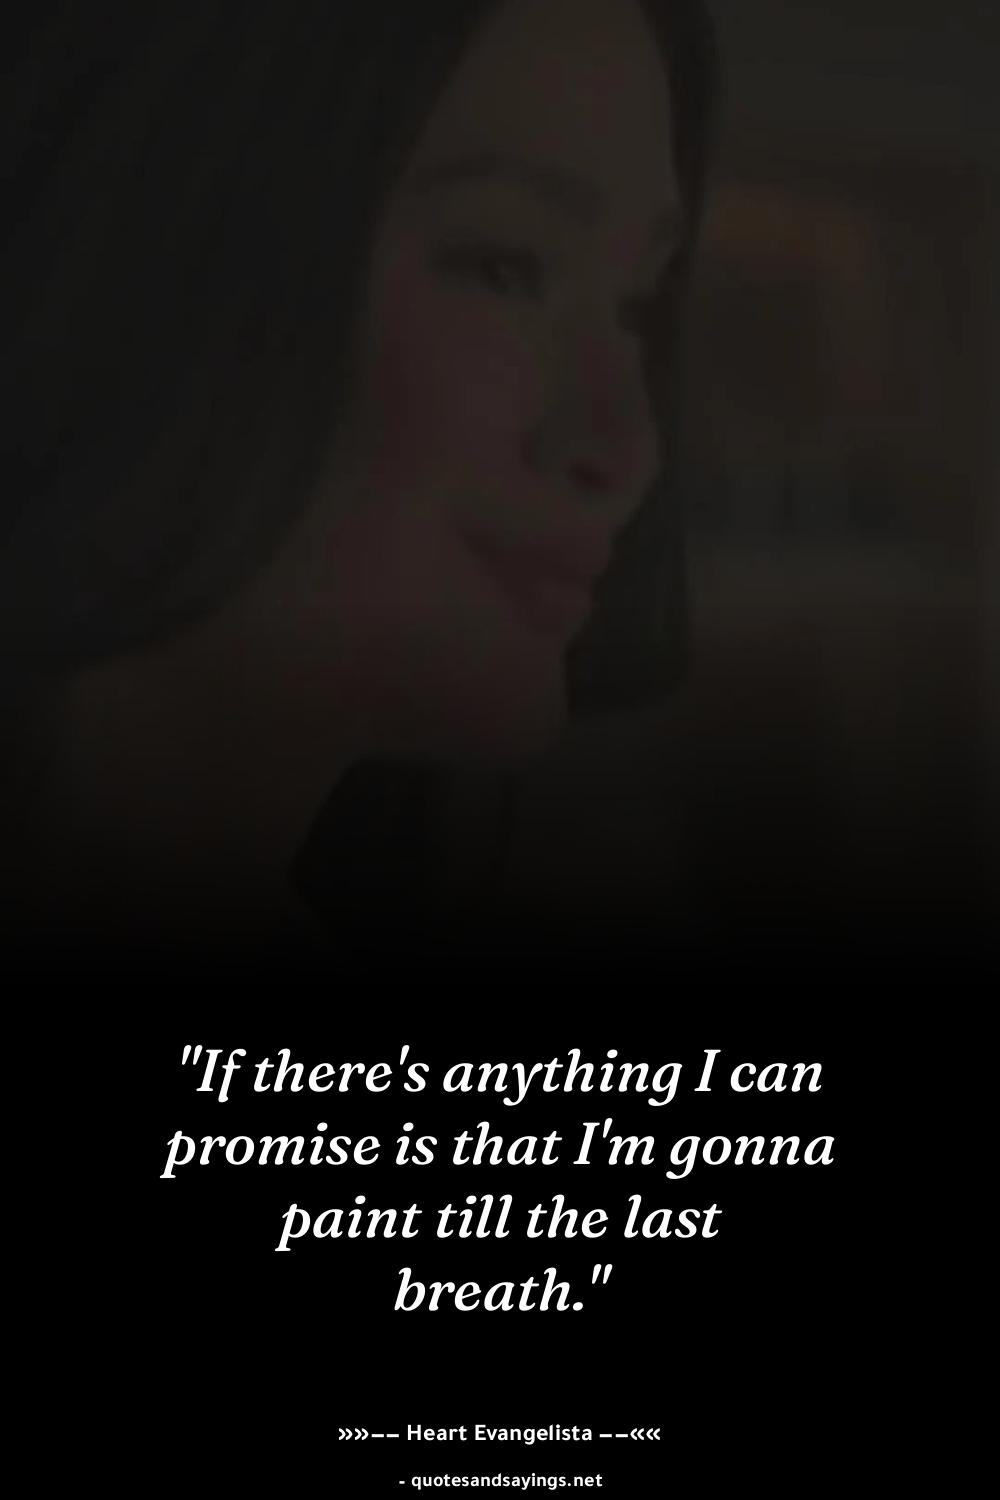 "If there's anything I can
promise is that I'm gonna
paint till the last
breath."
»»−− Heart Evangelista −−««
- quotesandsayings.net